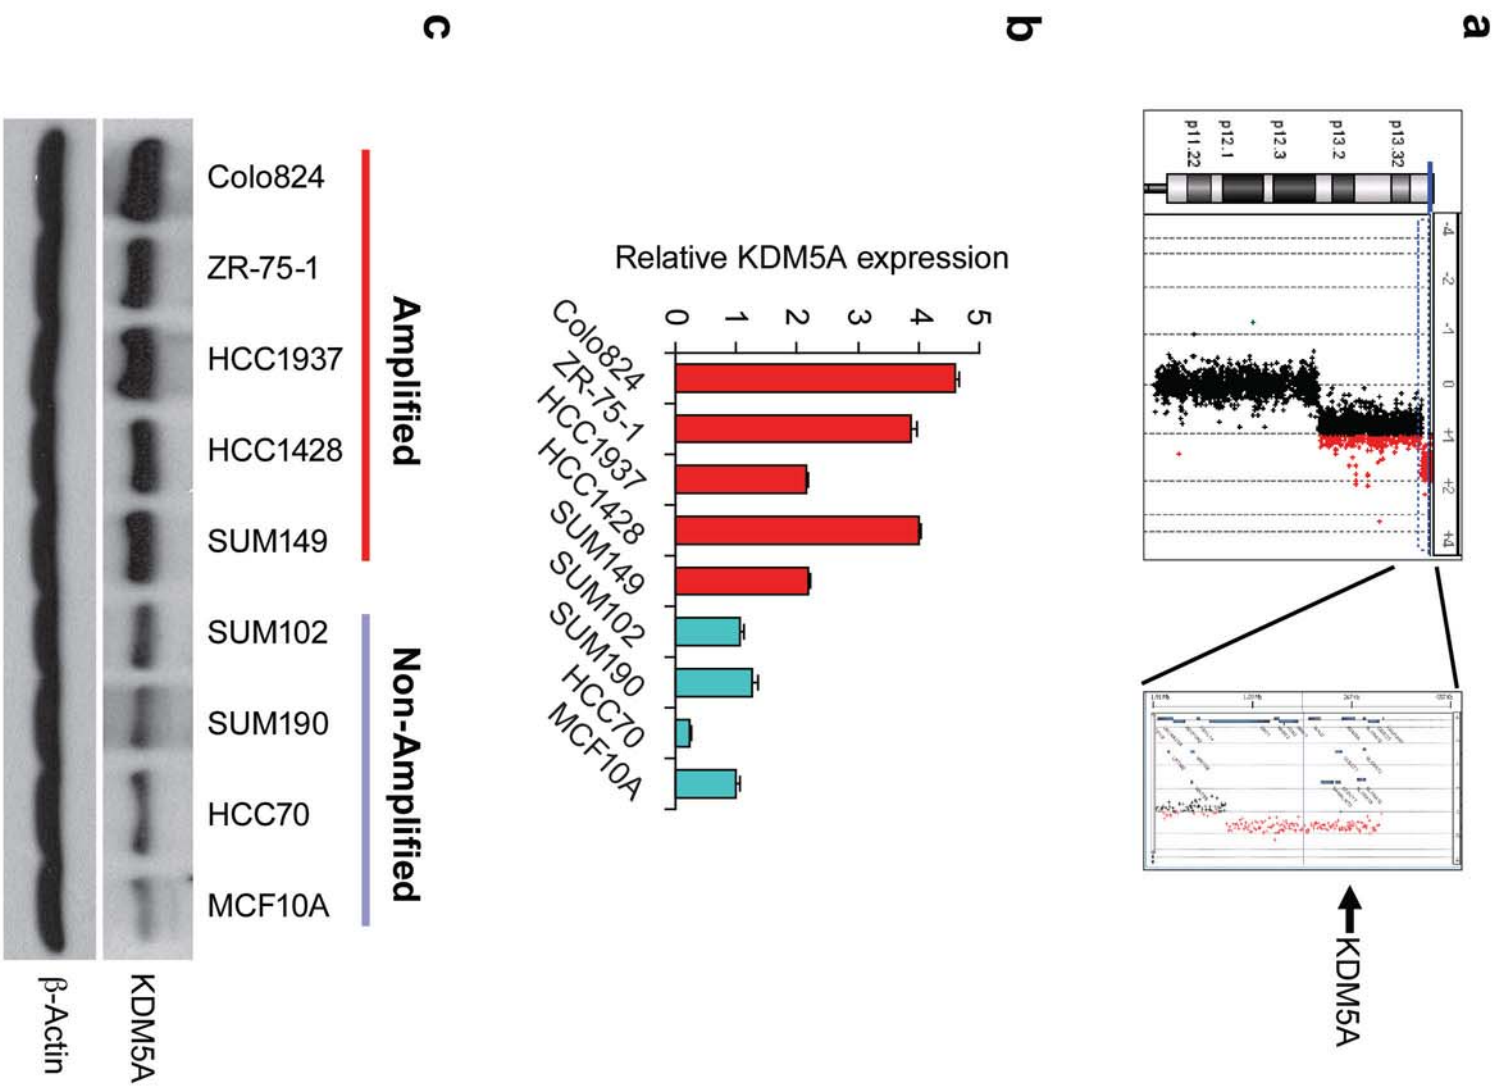 a
p13.32
p13.2
p12.3
p12.1
p11.22
-4
-2
-1
0
+1
+2
+4
KDM5A
b
Relative KDM5A expression
5
4
3
2
1
0
Colo824
ZR-75-1
HCC1937
HCC1428
SUM149
SUM102
SUM190
HCC70
MCF10A
c
Amplified
Non-Amplified
Colo824
ZR-75-1
HCC1937
HCC1428
SUM149
SUM102
SUM190
HCC70
MCF10A
KDM5A
β-Actin